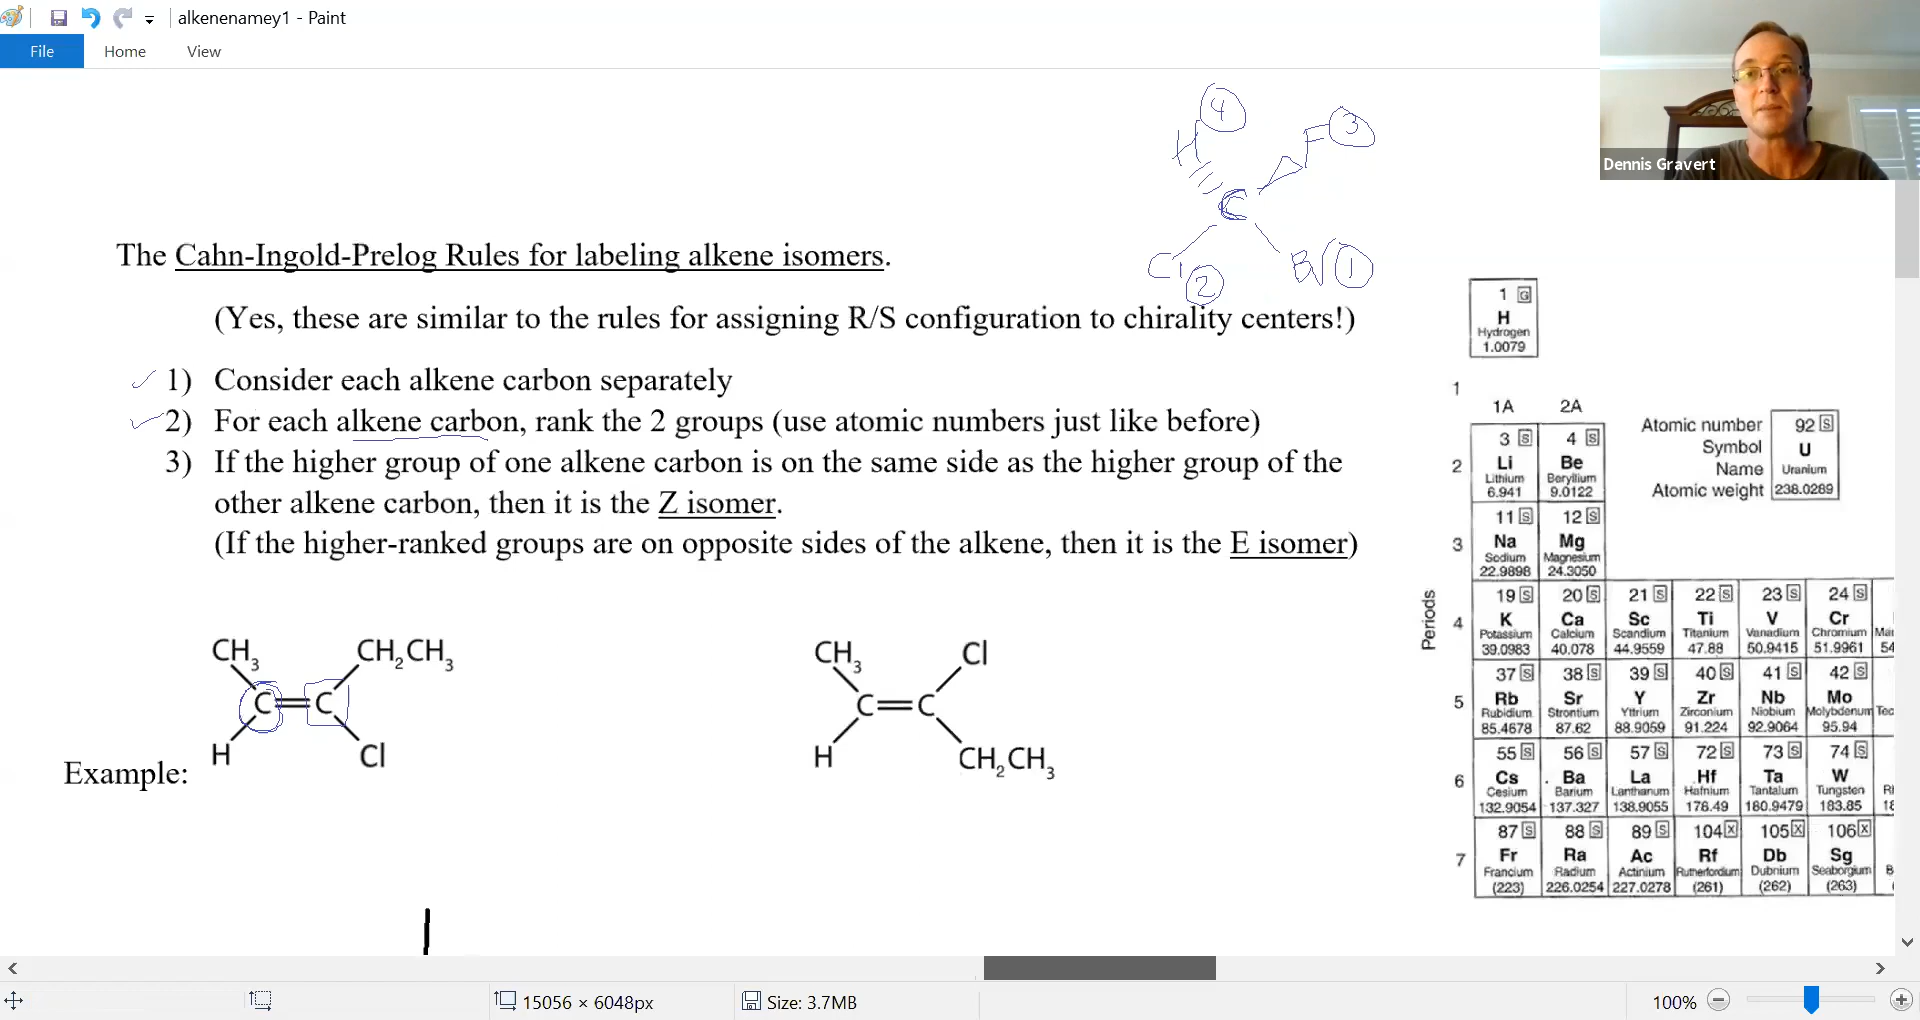 alkenenamey1 - Paint
File Home View
Dennis Gravert
4
H
3
F
C
Cl
2
Br 1
The Cahn-Ingold-Prelog Rules for labeling alkene isomers.
(Yes, these are similar to the rules for assigning R/S configuration to chirality centers!)
1) Consider each alkene carbon separately
2) For each alkene carbon, rank the 2 groups (use atomic numbers just like before)
3) If the higher group of one alkene carbon is on the same side as the higher group of the
other alkene carbon, then it is the Z isomer.
(If the higher-ranked groups are on opposite sides of the alkene, then it is the E isomer)
CH3 CH2CH3
C=C
H Cl
Example:
CH3 Cl
C=C
H CH2CH3
1 G
H
Hydrogen
1.0079
1
1A 2A
Atomic number 92 S
Symbol U
Name Uranium
Atomic weight 238.0289
Periods
2
3 S 4 S
Li Be
Lithium Beryllium
6.941 9.0122
3
11 S 12 S
Na Mg
Sodium Magnesium
22.9898 24.3050
4
19 S 20 S 21 S 22 S 23 S 24 S
K Ca Sc Ti V Cr
Potassium Calcium Scandium Titanium Vanadium Chromium
39.0983 40.078 44.9559 47.88 50.9415 51.9961 54
5
37 S 38 S 39 S 40 S 41 S 42 S
Rb Sr Y Zr Nb Mo
Rubidium Strontium Yttrium Zirconium Niobium Molybdenum
85.4678 87.62 88.9059 91.224 92.9064 95.94
6
55 S 56 S 57 S 72 S 73 S 74 S
Cs Ba La Hf Ta W
Cesium Barium Lanthanum Hafnium Tantalum Tungsten
132.9054 137.327 138.9055 178.49 180.9479 183.85
7
87 S 88 S 89 S 104 X 105 X 106 X
Fr Ra Ac Rf Db Sg
Francium Radium Actinium Rutherfordium Dubnium Seaborgium
(223) 226.0254 227.0278 (261) (262) (263)
15056 × 6048px
Size: 3.7MB
100%